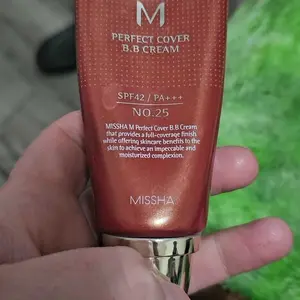 M
PERFECT COVER
B.B CREAM
SPF42 / PA+++
NO.25
MISSHA M Perfect Cover B.B Cream
that provides a full-coverage finish
while offering skincare benefits to the
skin to achieve an impeccable and
moisturized complexion.
MISSHA